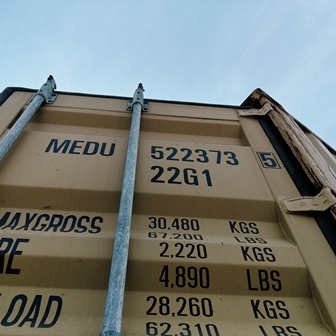 MEDU 522373 5
22G1
MAXGROSS 30,480 KGS
67,200 LBS
RE 2,220 KGS
4,890 LBS
LOAD 28,260 KGS
62,310 LBS